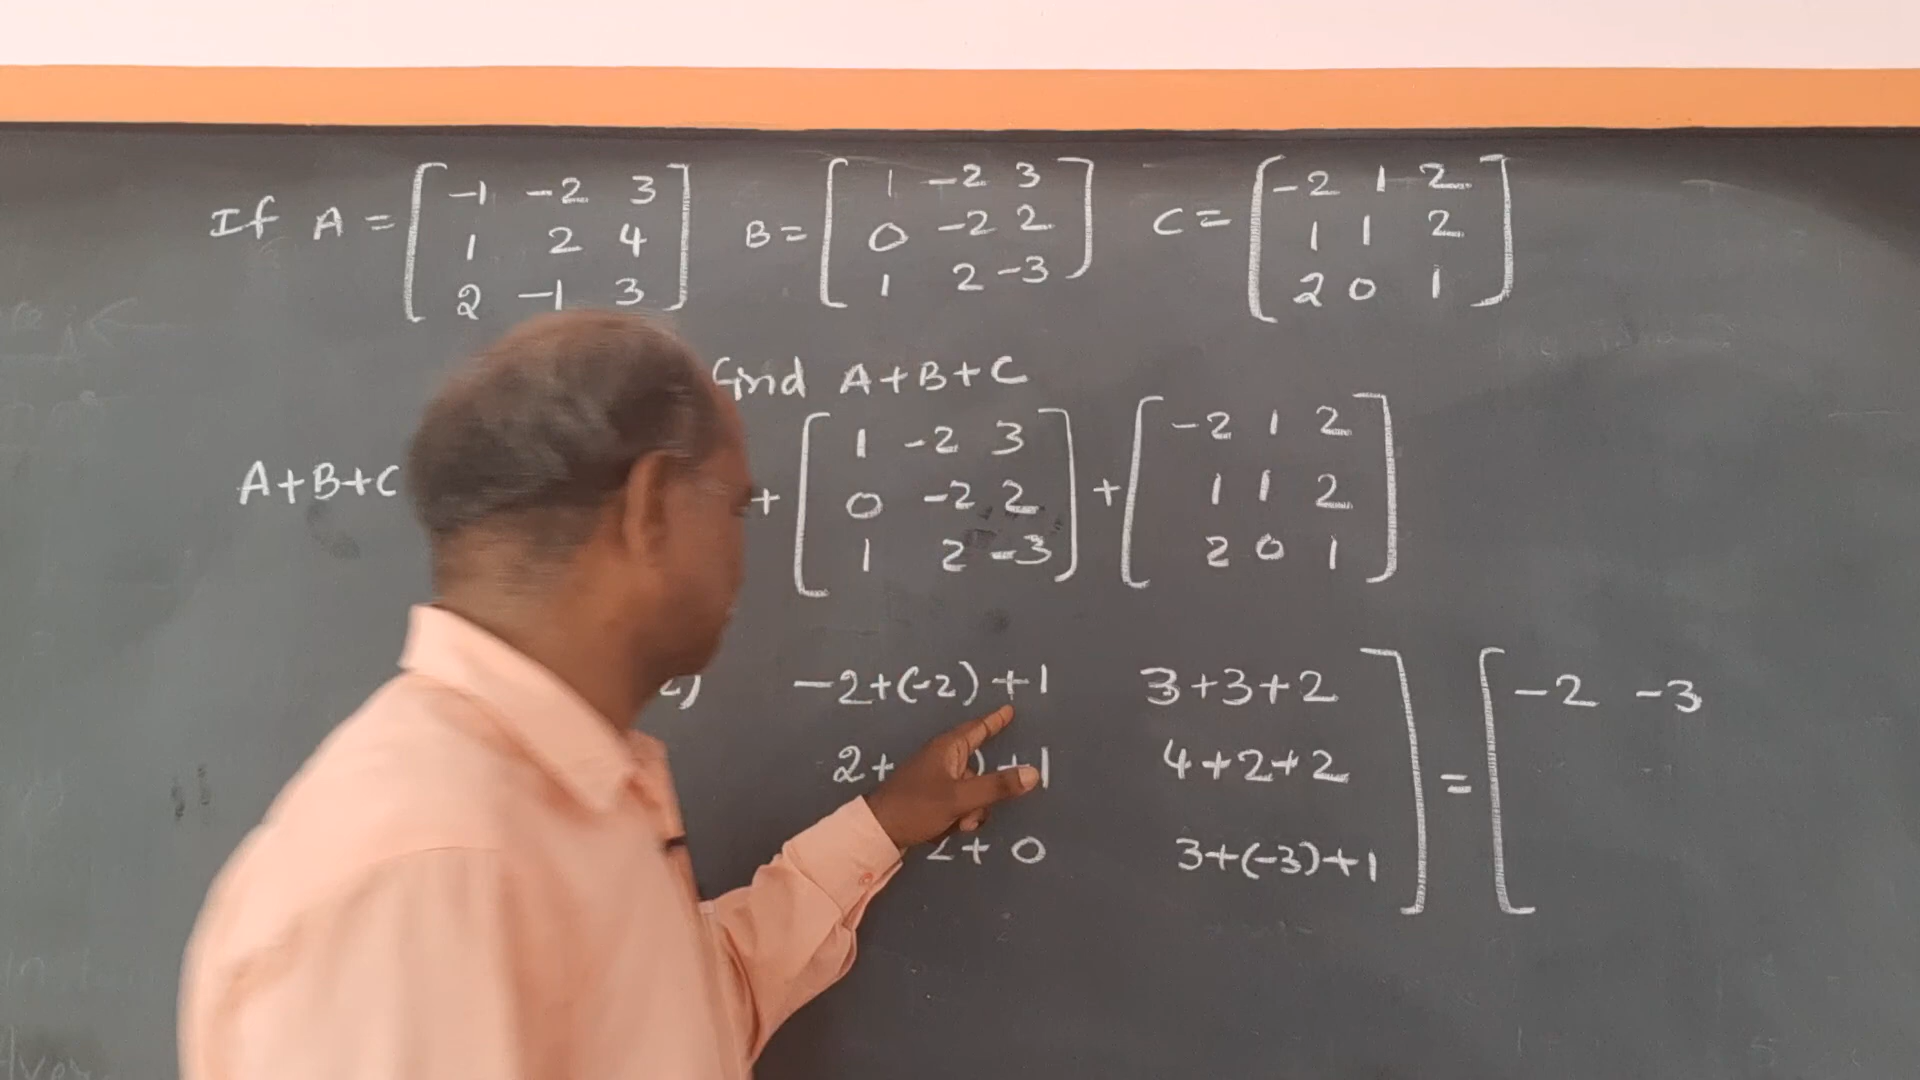 If A = [ -1 -2 3 ] B = [ 1 -2 3 ] C = [ -2 1 2 ]
[ 1 2 4 ] [ 0 -2 2 ] [ 1 1 2 ]
[ 2 -1 3 ] [ 1 2 -3 ] [ 2 0 1 ]
find A+B+C
A+B+C + [ 1 -2 3 ] + [ -2 1 2 ]
[ 0 -2 2 ] [ 1 1 2 ]
[ 1 2 -3 ] [ 2 0 1 ]
-2+(-2)+1 3+3+2 ] = [ -2 -3
2+ )+1 4+2+2
2+0 3+(-3)+1